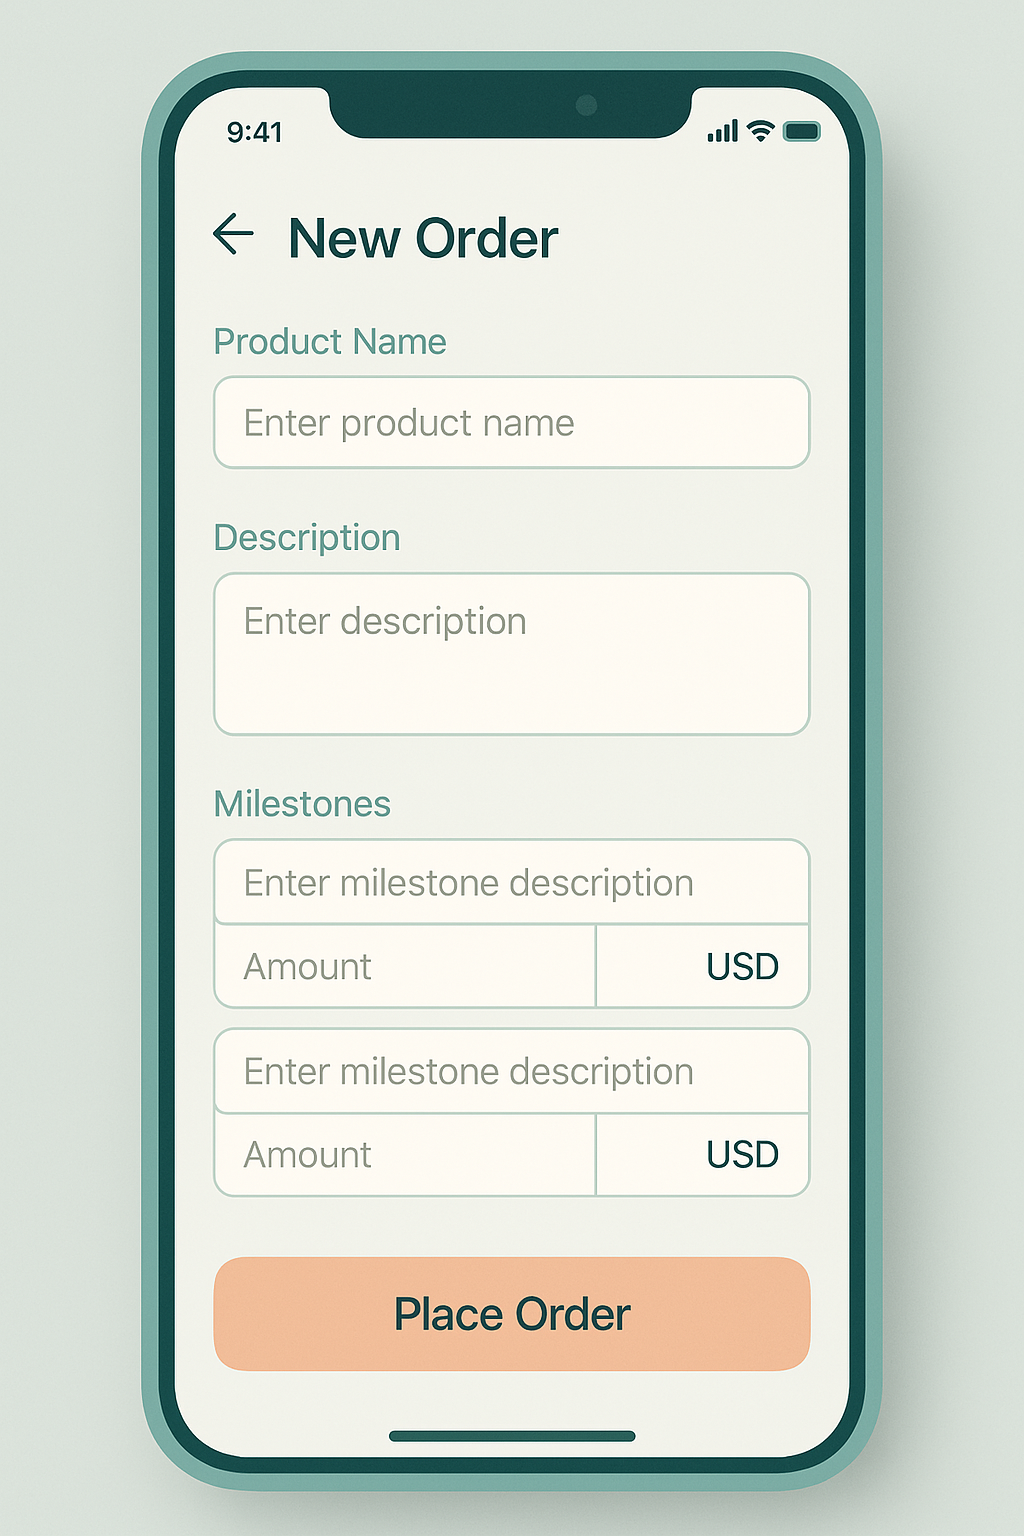 9:41
New Order
Product Name
Enter product name
Description
Enter description
Milestones
Enter milestone description
Amount USD
Enter milestone description
Amount USD
Place Order